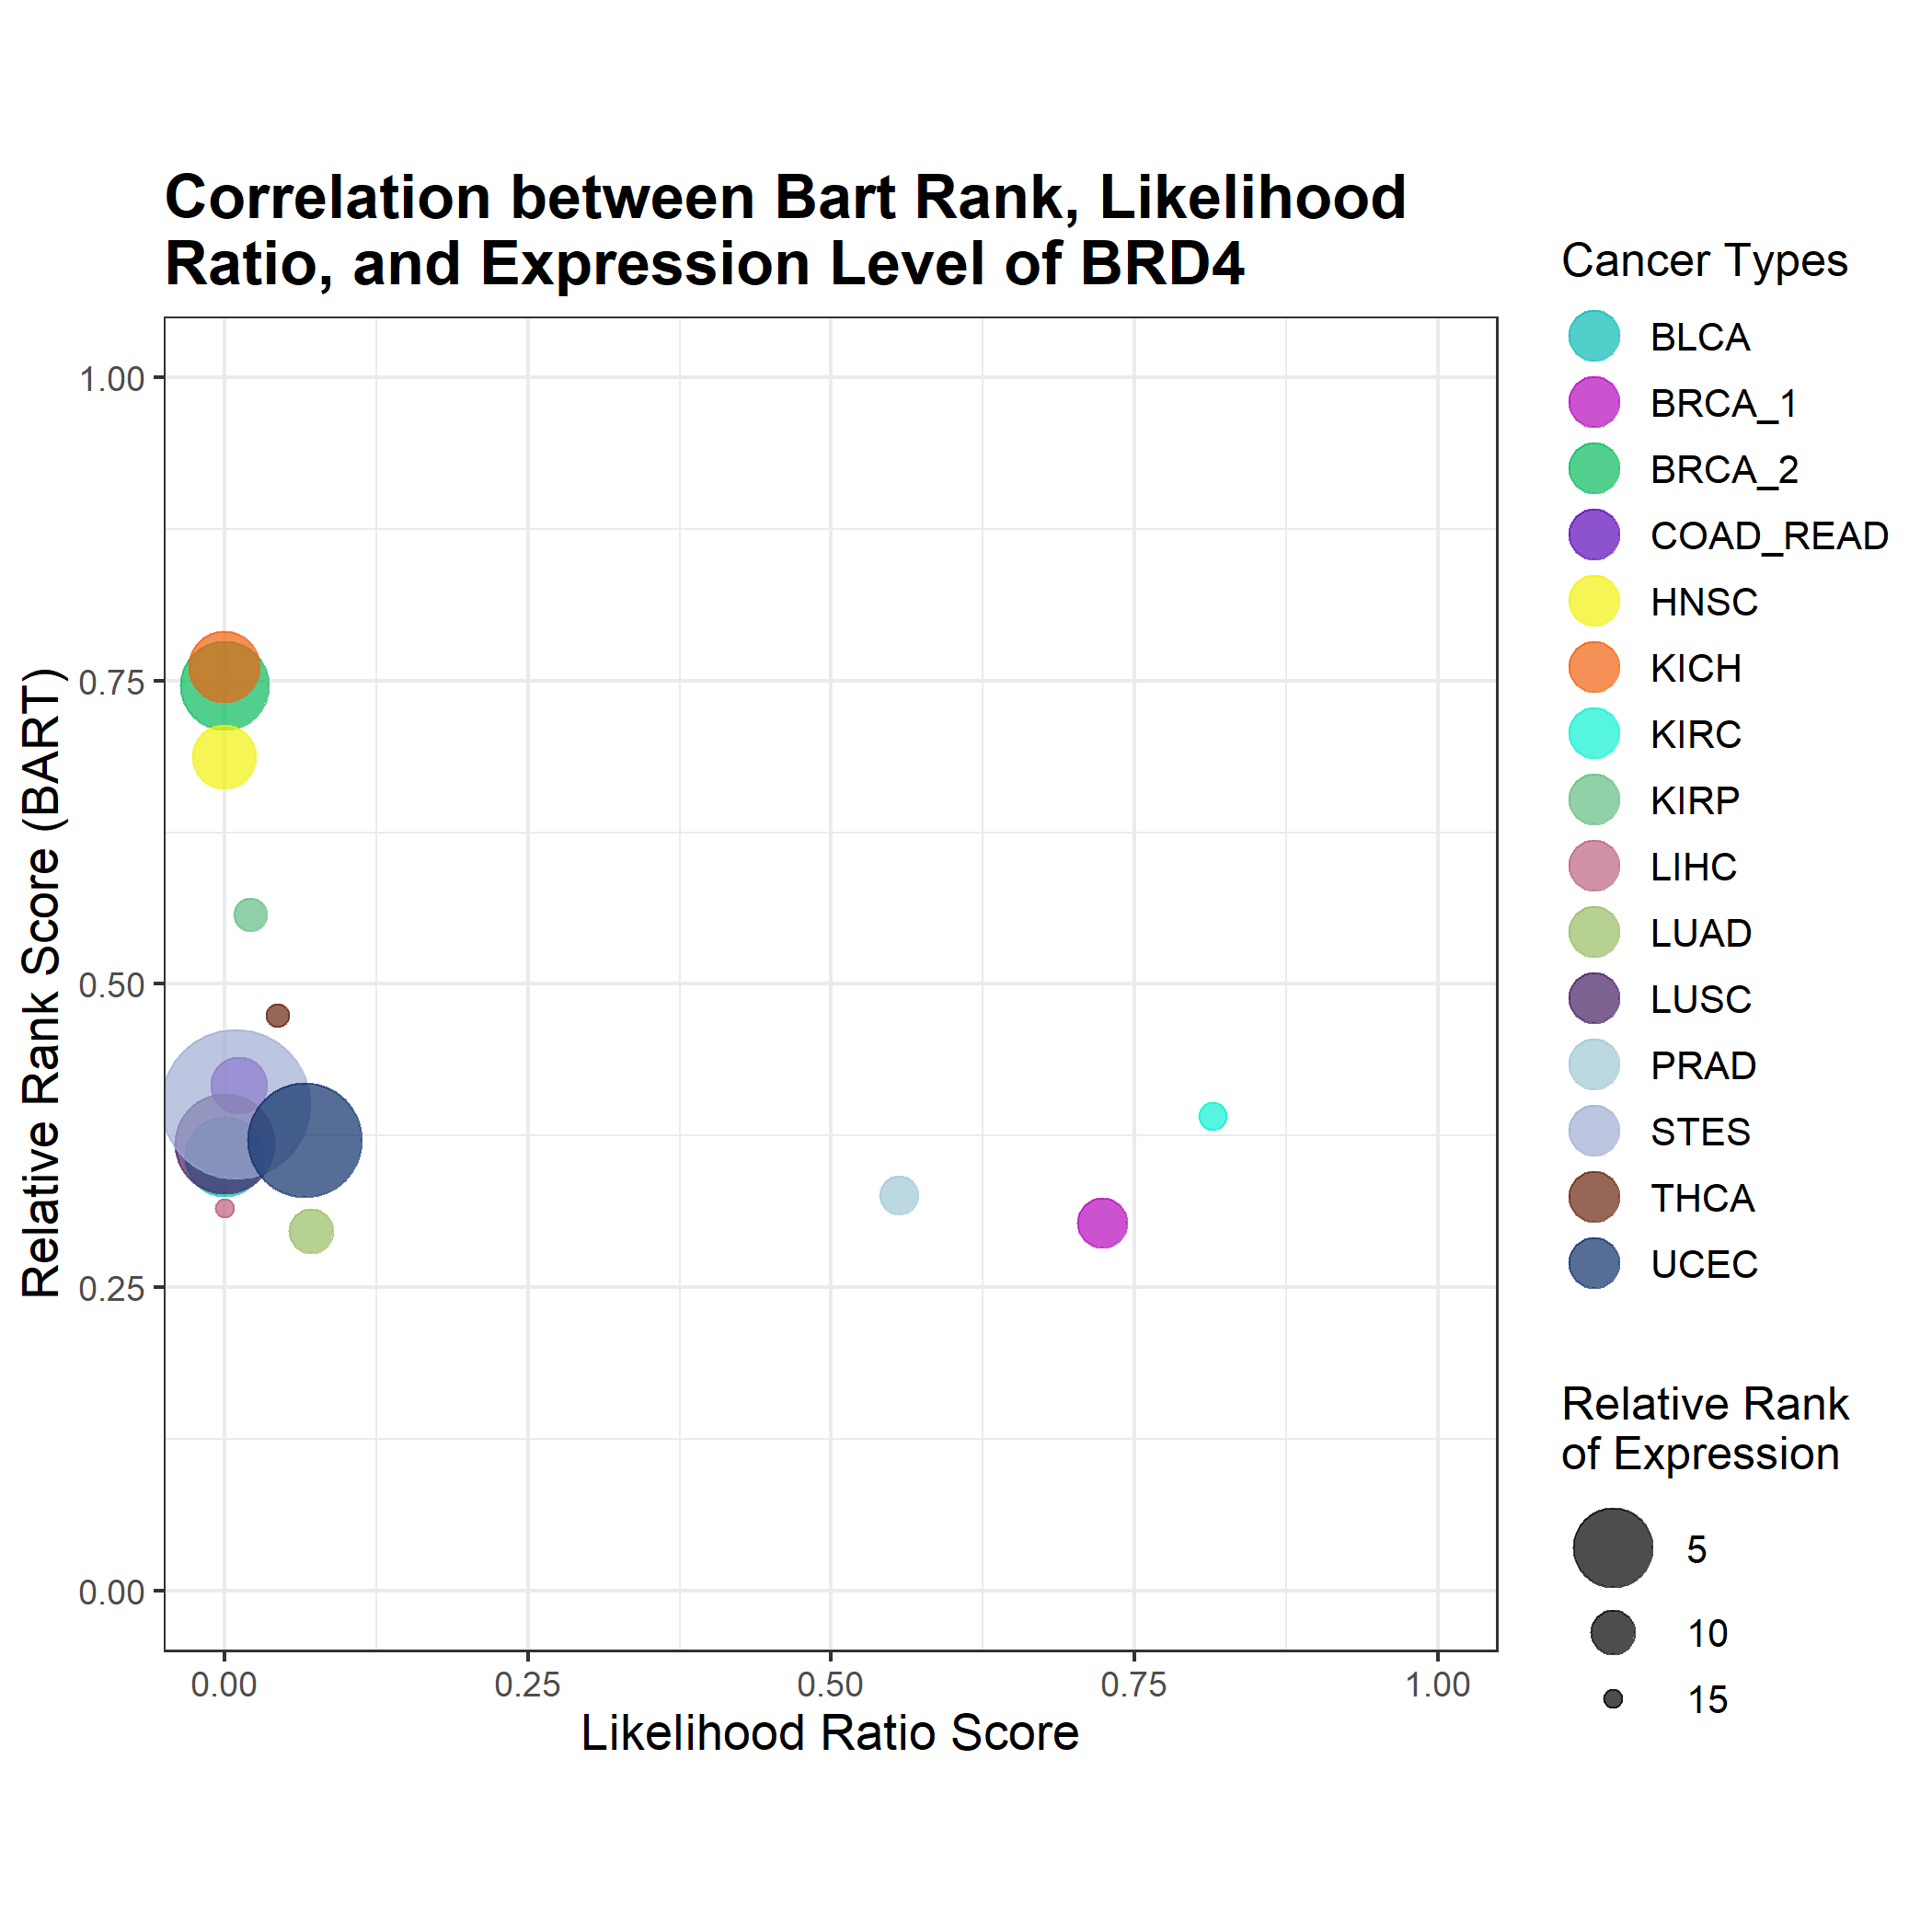 Correlation between Bart Rank, Likelihood
Ratio, and Expression Level of BRD4
Relative Rank Score (BART)
1.00
0.75
0.50
0.25
0.00
0.00
0.25
0.50
0.75
1.00
Likelihood Ratio Score
Cancer Types
BLCA
BRCA_1
BRCA_2
COAD_READ
HNSC
KICH
KIRC
KIRP
LIHC
LUAD
LUSC
PRAD
STES
THCA
UCEC
Relative Rank
of Expression
5
10
15